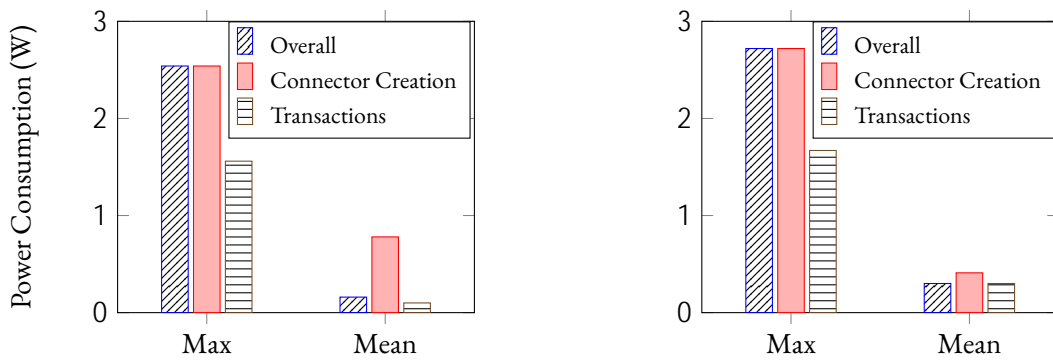 Power Consumption (W)
3
2
1
0
Overall
Connector Creation
Transactions
Max
Mean
3
2
1
0
Overall
Connector Creation
Transactions
Max
Mean